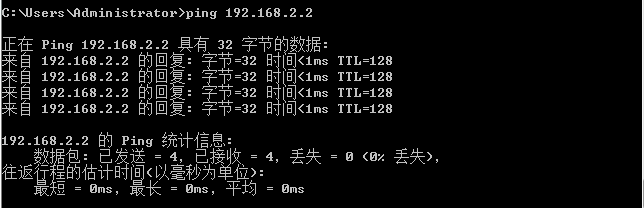 C:\Users\Administrator>ping 192.168.2.2
正在 Ping 192.168.2.2 具有 32 字节的数据:
来自 192.168.2.2 的回复: 字节=32 时间<1ms TTL=128
来自 192.168.2.2 的回复: 字节=32 时间<1ms TTL=128
来自 192.168.2.2 的回复: 字节=32 时间<1ms TTL=128
来自 192.168.2.2 的回复: 字节=32 时间<1ms TTL=128
192.168.2.2 的 Ping 统计信息:
数据包: 已发送 = 4, 已接收 = 4, 丢失 = 0 (0% 丢失),
往返行程的估计时间(以毫秒为单位):
最短 = 0ms, 最长 = 0ms, 平均 = 0ms